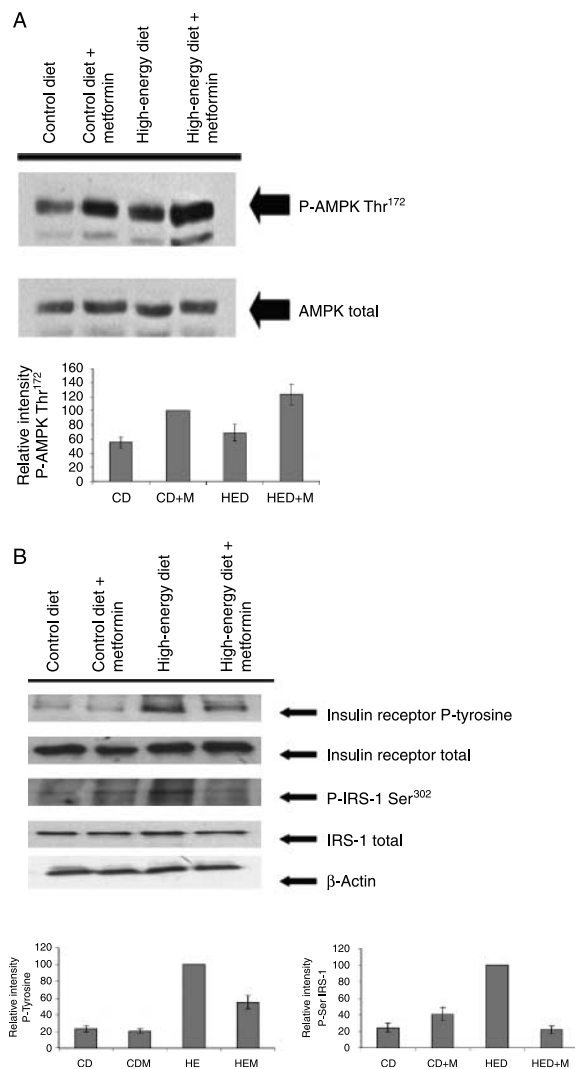 A
Control diet
Control diet +
metformin
High-energy diet
High-energy diet +
metformin
P-AMPK Thr172
AMPK total
Relative intensity
P-AMPK Thr172
160
140
120
100
80
60
40
20
0
CD
CD+M
HED
HED+M
B
Control diet
Control diet +
metformin
High-energy diet
High-energy diet +
metformin
Insulin receptor P-tyrosine
Insulin receptor total
P-IRS-1 Ser302
IRS-1 total
β-Actin
Relative intensity
P-Tyrosine
120
100
80
60
40
20
0
CD
CDM
HE
HEM
Relative intensity
P-Ser IRS-1
120
100
80
60
40
20
0
CD
CD+M
HED
HED+M